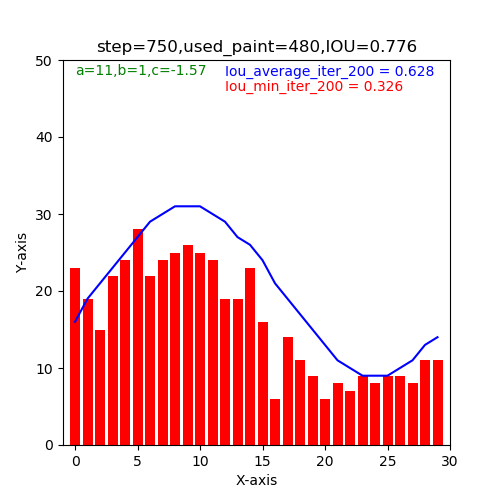 step=750,used_paint=480,IOU=0.776
a=11,b=1,c=-1.57
Iou_average_iter_200 = 0.628
Iou_min_iter_200 = 0.326
50
40
30
20
10
0
Y-axis
0 5 10 15 20 25 30
X-axis